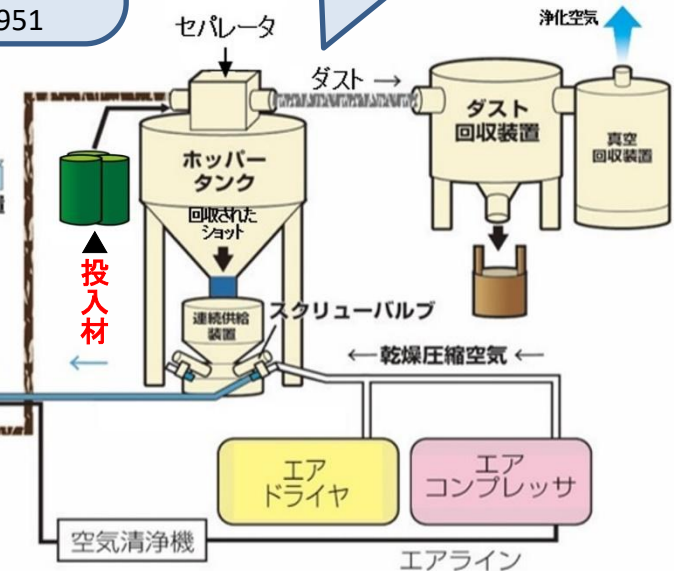 951
セパレータ
浄化空気
ダスト →
ダスト
回収装置
真空
回収装置
ホッパー
タンク
回収された
ショット
▲
投入材
連続供給
装置
スクリューバルブ
←
← 乾燥圧縮空気 ←
エア
ドライヤ
エア
コンプレッサ
空気清浄機
エアライン